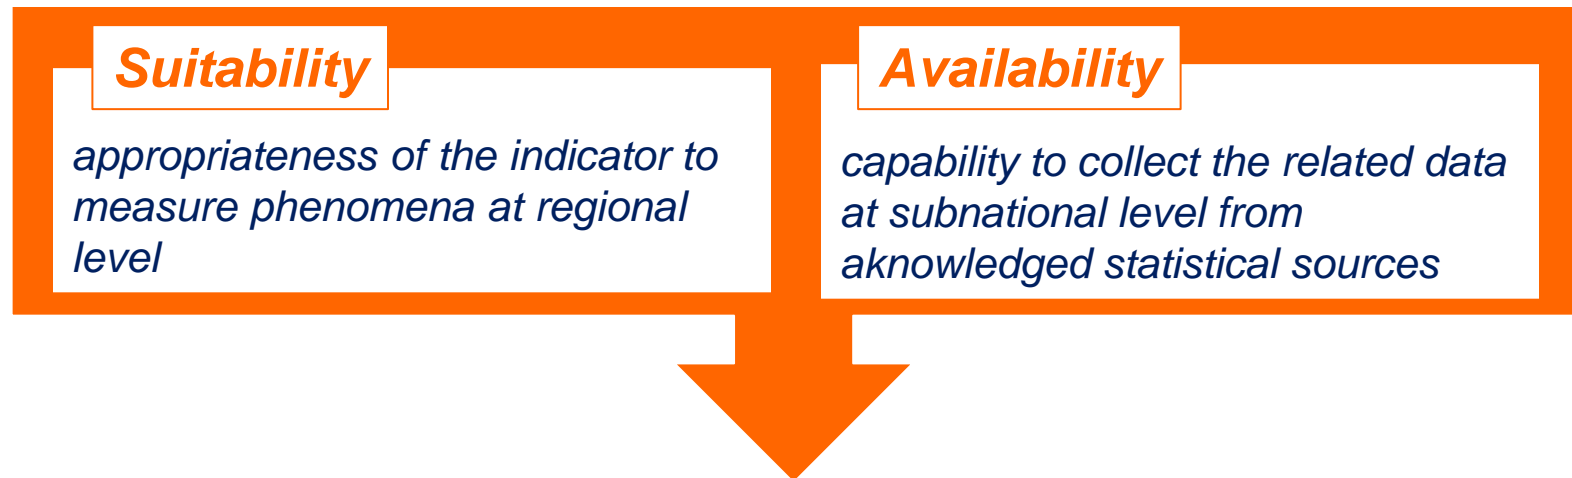 Suitability
appropriateness of the indicator to
measure phenomena at regional
level
Availability
capability to collect the related data
at subnational level from
aknowledged statistical sources